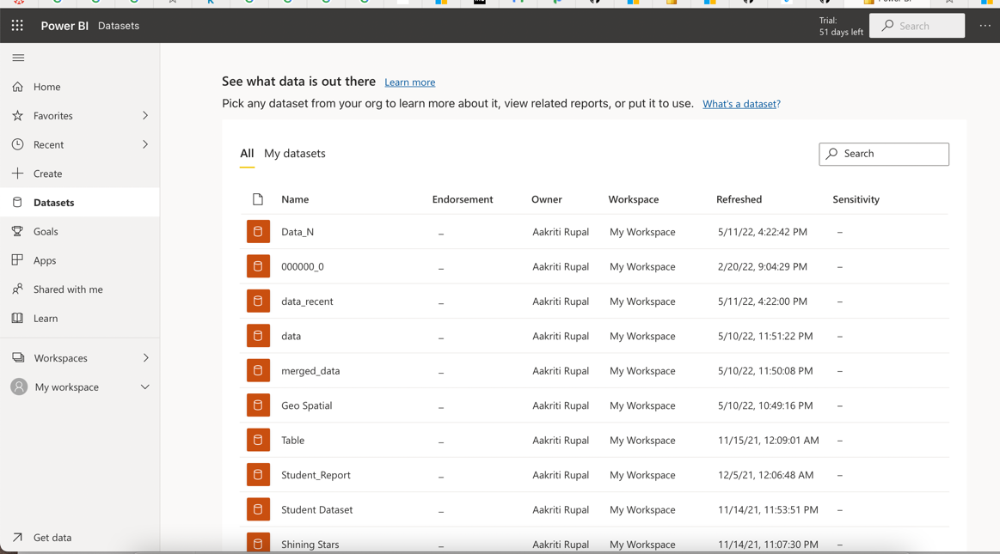 Power BI Datasets
Trial:
51 days left
Search
Home
Favorites
Recent
Create
Datasets
Goals
Apps
Shared with me
Learn
Workspaces
My workspace
Get data
See what data is out there Learn more
Pick any dataset from your org to learn more about it, view related reports, or put it to use. What's a dataset?
All My datasets
Search
Name Endorsement Owner Workspace Refreshed Sensitivity
Data_N – Aakriti Rupal My Workspace 5/11/22, 4:22:42 PM –
000000_0 – Aakriti Rupal My Workspace 2/20/22, 9:04:29 PM –
data_recent – Aakriti Rupal My Workspace 5/11/22, 4:22:00 PM –
data – Aakriti Rupal My Workspace 5/10/22, 11:51:22 PM –
merged_data – Aakriti Rupal My Workspace 5/10/22, 11:50:08 PM –
Geo Spatial – Aakriti Rupal My Workspace 5/10/22, 10:49:16 PM –
Table – Aakriti Rupal My Workspace 11/15/21, 12:09:01 AM –
Student_Report – Aakriti Rupal My Workspace 12/5/21, 12:06:48 AM –
Student Dataset – Aakriti Rupal My Workspace 11/14/21, 11:53:51 PM –
Shining Stars – Aakriti Rupal My Workspace 11/14/21, 11:07:30 PM –